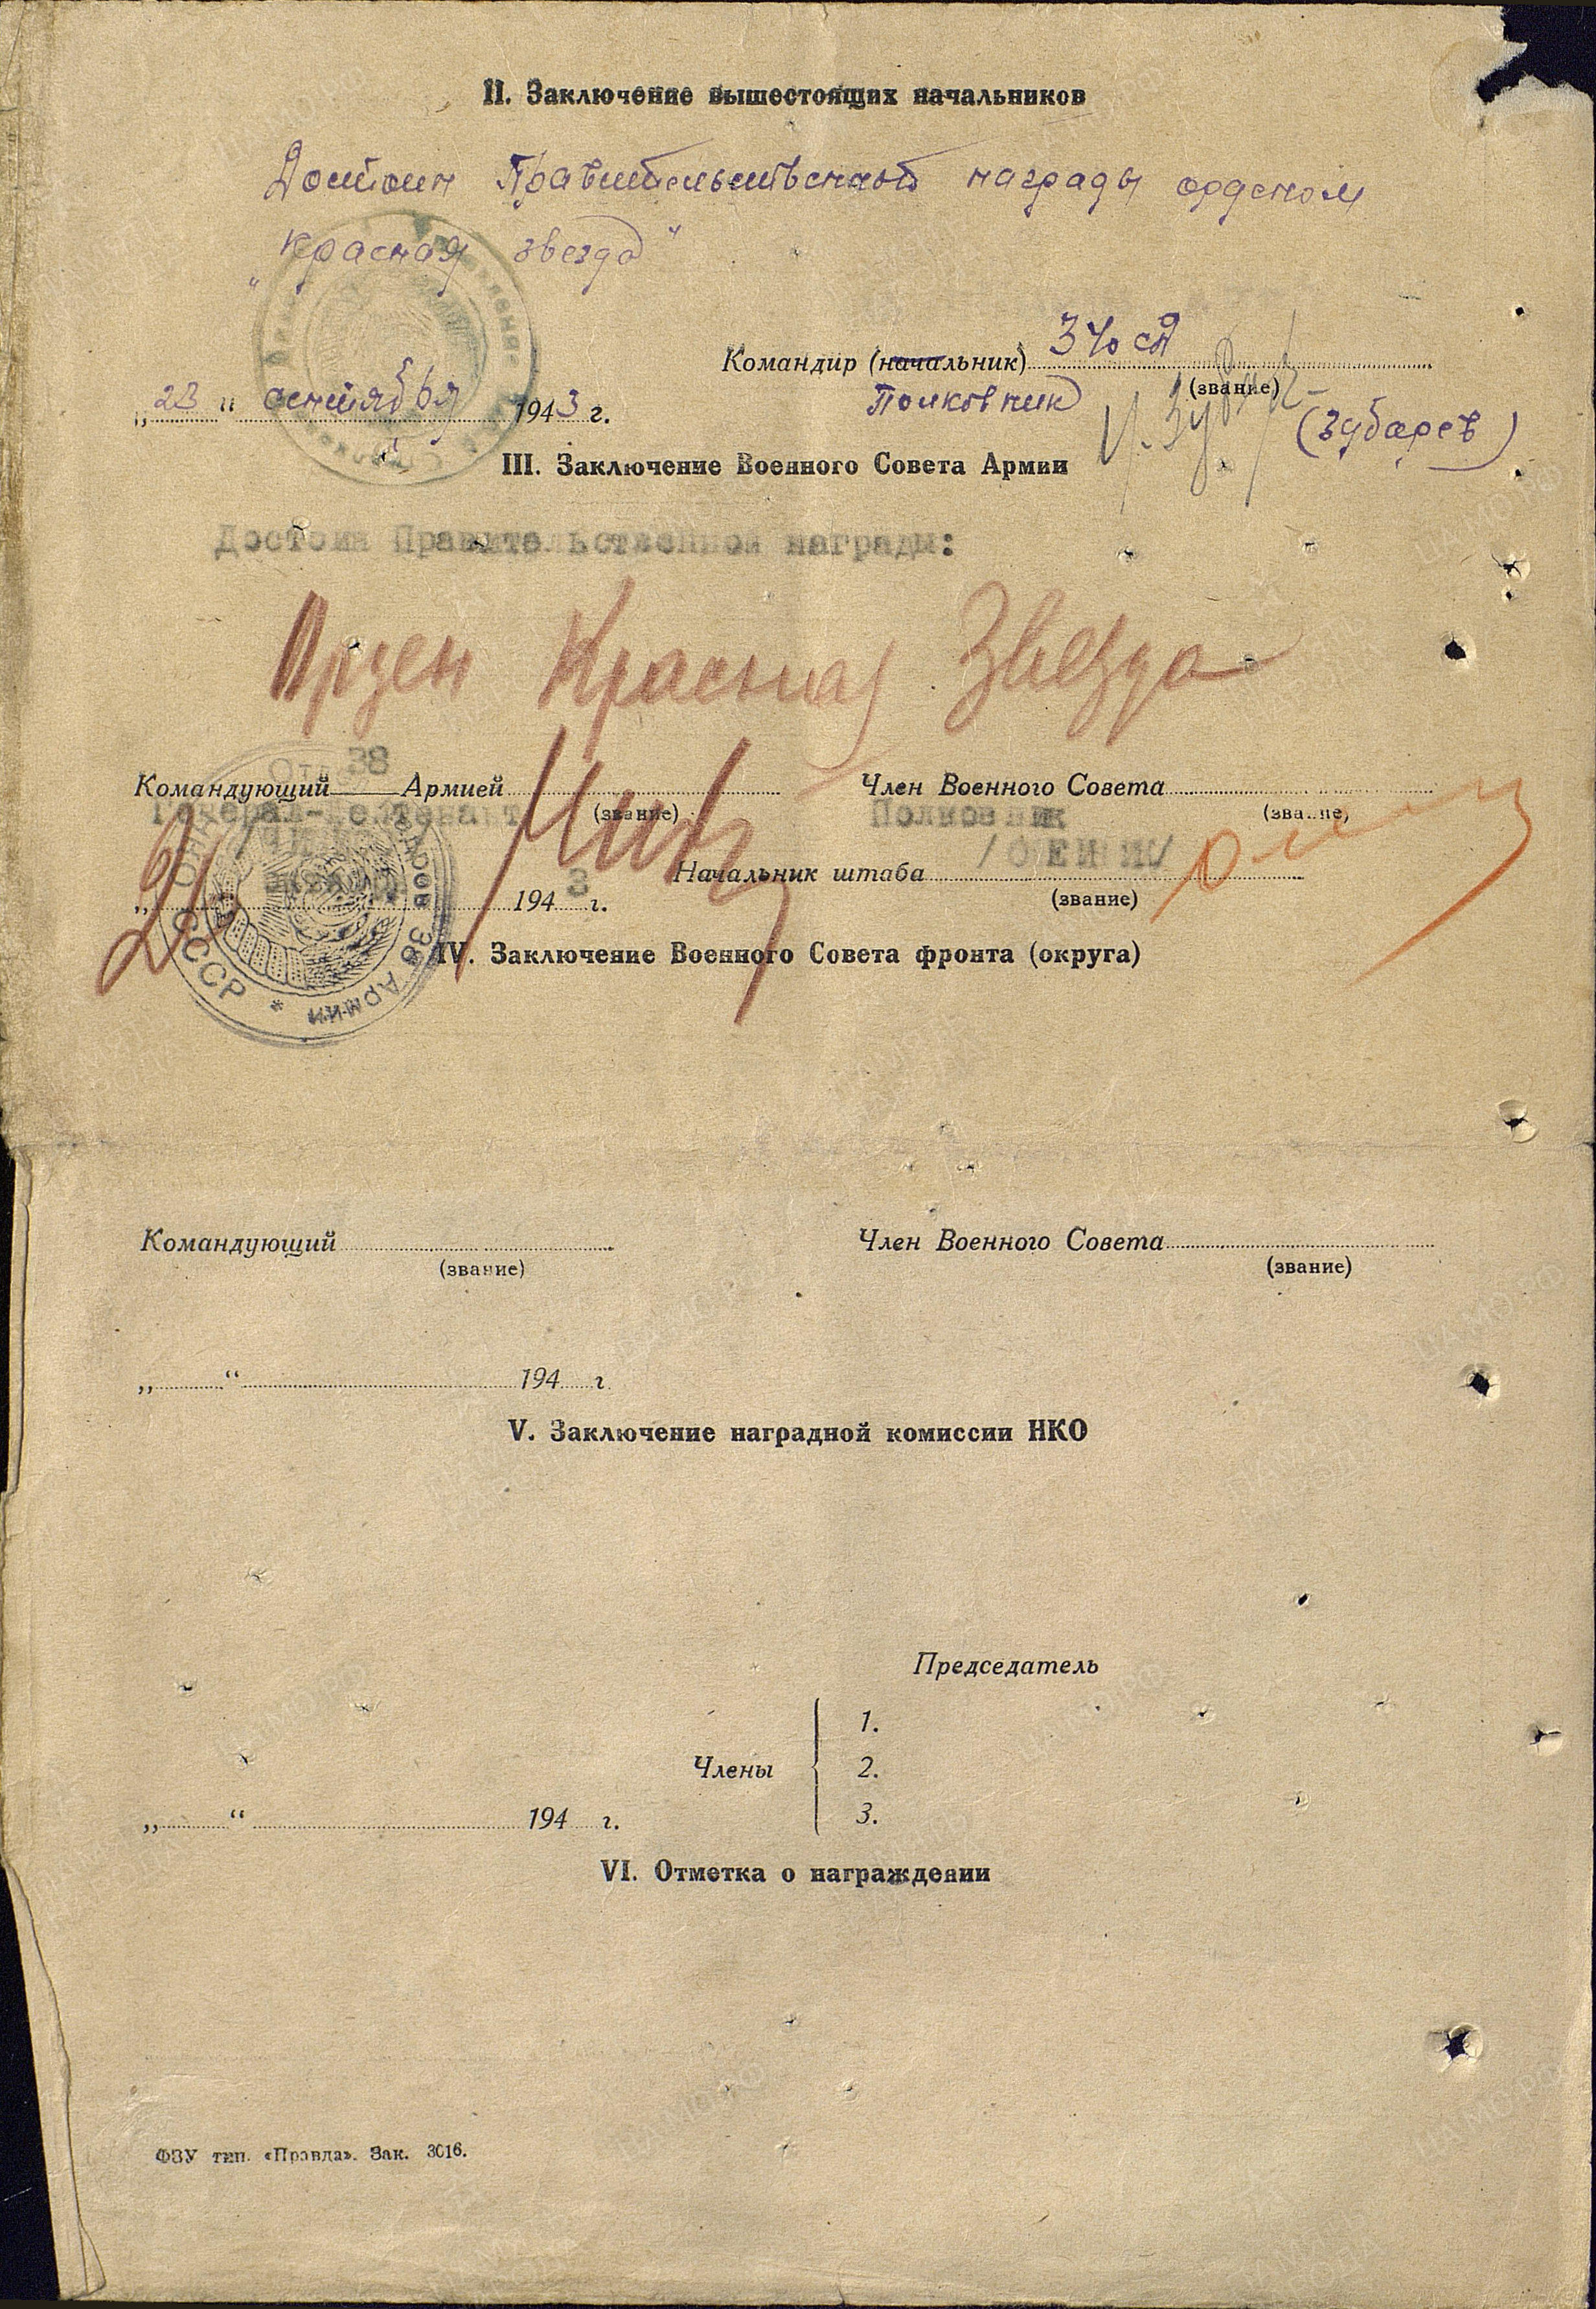 II. Заключение вышестоящих начальников
Достоин Правительственной награды орденом
„Красная звезда"
Командир (начальник) 340 сд
(звание)
„23" сентября 1943 г.
Полковник
(Зубарев)
III. Заключение Военного Совета Армии
Достоин Правительственной награды:
Орден Красная Звезда
Командующий 38 Армией
(звание)
Генерал-Лейтенант
Член Военного Совета
(звание)
Полковник
Начальник штаба
(звание)
1943 г.
38 Армии
СССР
IV. Заключение Военного Совета фронта (округа)
Командующий
(звание)
Член Военного Совета
(звание)
„ " 194 г.
V. Заключение наградной комиссии НКО
Председатель
Члены
1.
2.
3.
„ " 194 г.
VI. Отметка о награждении
ФЗУ тип. «Правда». Зак. 3016.